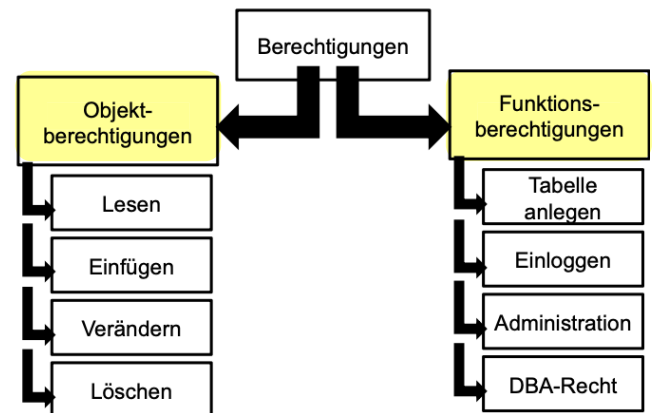 Berechtigungen
Objekt-
berechtigungen
Lesen
Einfügen
Verändern
Löschen
Funktions-
berechtigungen
Tabelle
anlegen
Einloggen
Administration
DBA-Recht